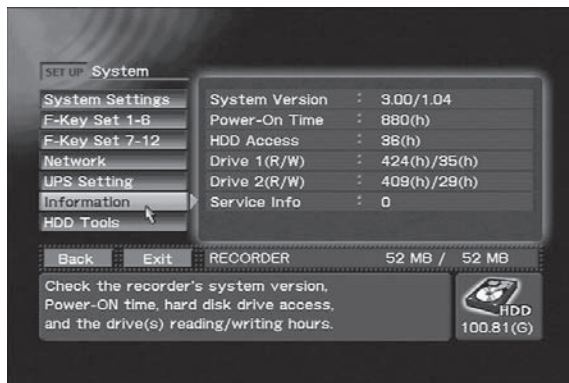 SET UP System
System Settings
F-Key Set 1-6
F-Key Set 7-12
Network
UPS Setting
Information
HDD Tools
System Version : 3.00/1.04
Power-On Time : 880(h)
HDD Access : 36(h)
Drive 1(R/W) : 424(h)/35(h)
Drive 2(R/W) : 409(h)/29(h)
Service Info : 0
Back Exit RECORDER 52 MB / 52 MB
Check the recorder's system version,
Power-ON time, hard disk drive access,
and the drive(s) reading/writing hours.
HDD
100.81(G)